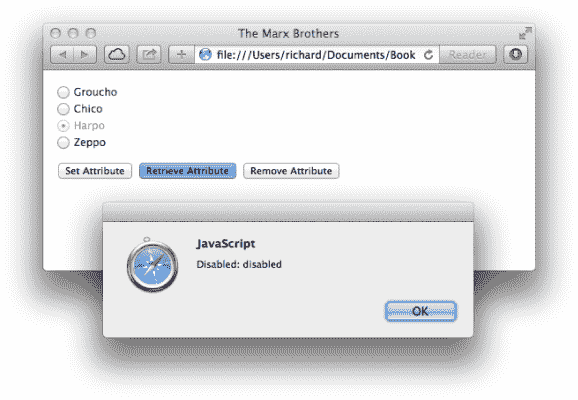 The Marx Brothers
file:///Users/richard/Documents/Book
Reader
Groucho
Chico
Harpo
Zeppo
Set Attribute Retrieve Attribute Remove Attribute
JavaScript
Disabled: disabled
OK